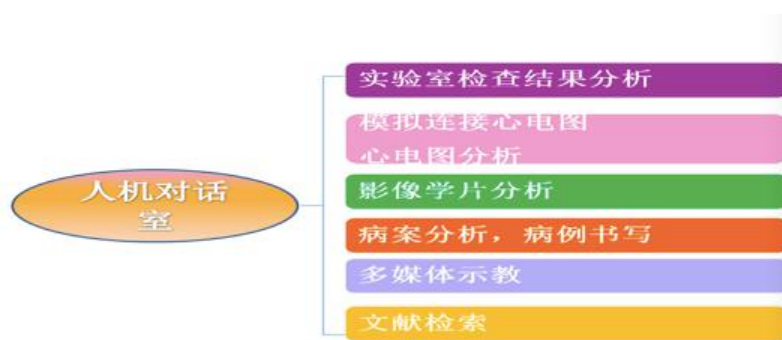 人机对话
室
实验室检查结果分析
模拟连接心电图
心电图分析
影像学片分析
病案分析，病例书写
多媒体示教
文献检索